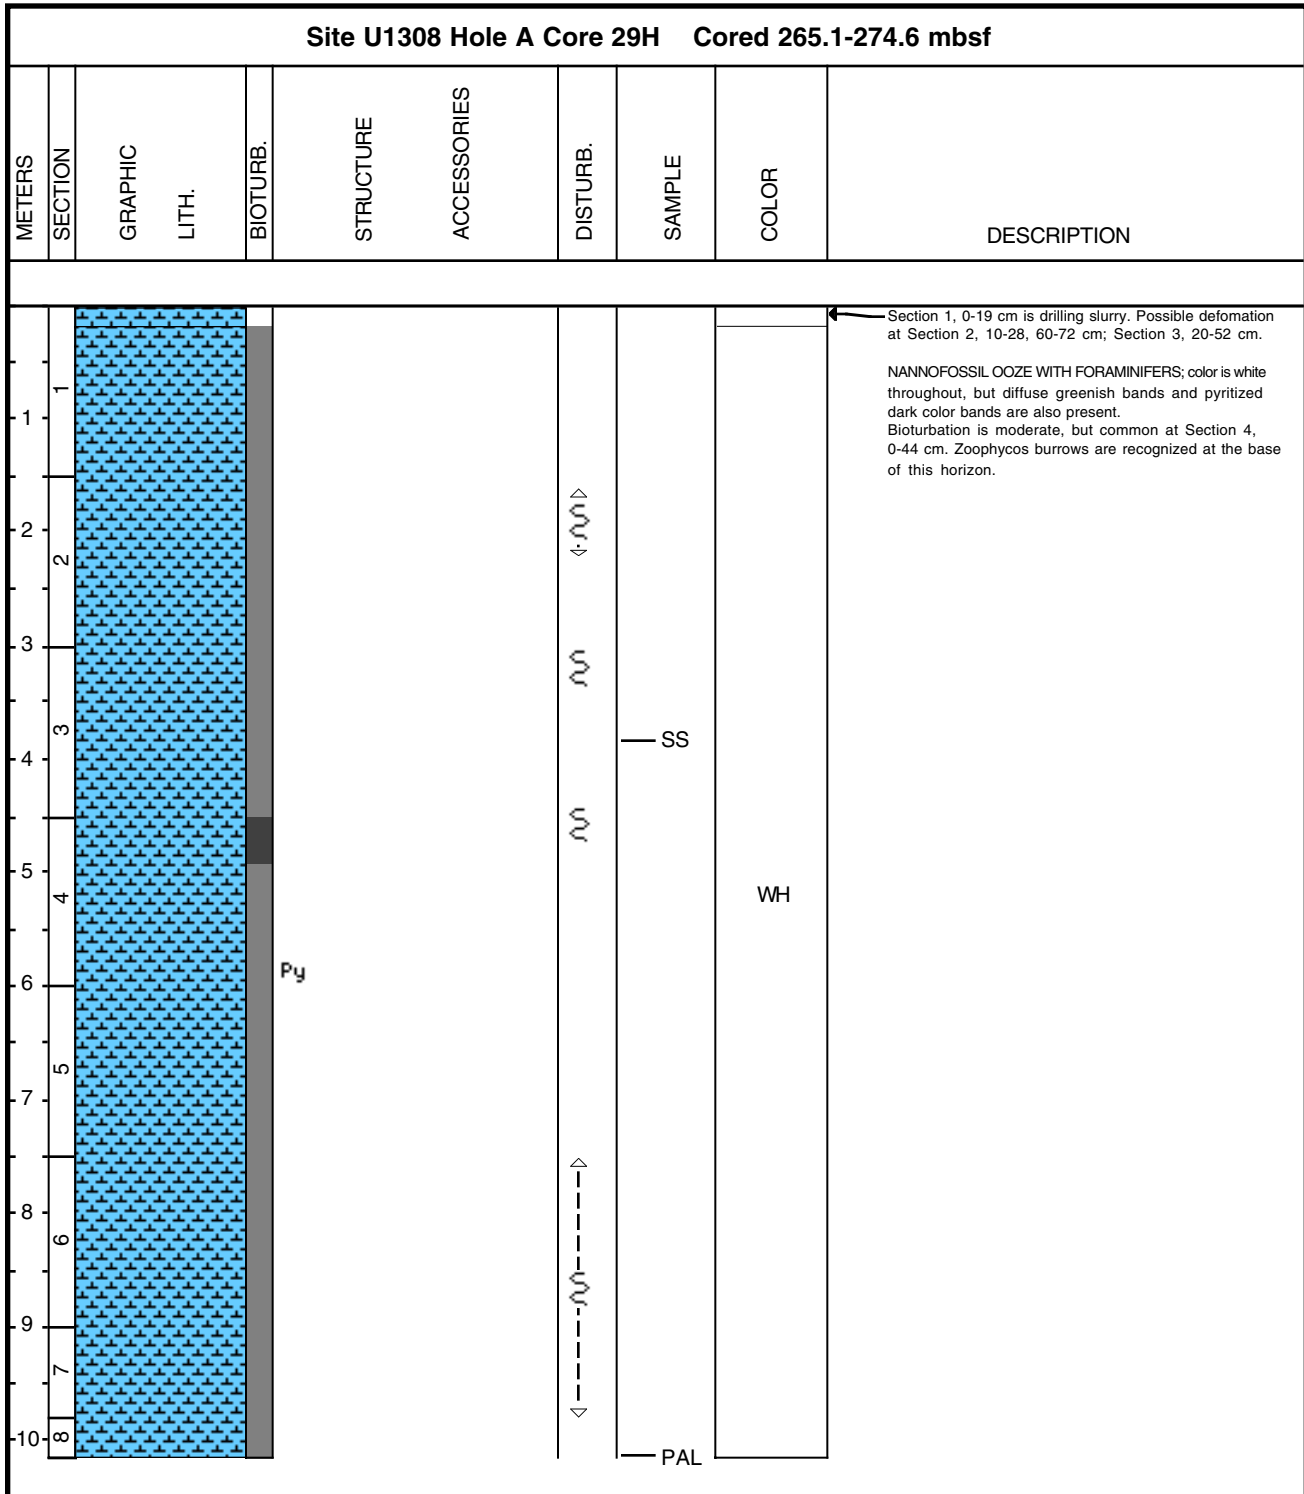 Site U1308 Hole A Core 29H Cored 265.1-274.6 mbsf
METERS
SECTION
GRAPHIC
LITH.
BIOTURB.
STRUCTURE
ACCESSORIES
DISTURB.
SAMPLE
COLOR
DESCRIPTION
Section 1, 0-19 cm is drilling slurry. Possible defomation
at Section 2, 10-28, 60-72 cm; Section 3, 20-52 cm.
NANNOFOSSIL OOZE WITH FORAMINIFERS; color is white
throughout, but diffuse greenish bands and pyritized
dark color bands are also present.
Bioturbation is moderate, but common at Section 4,
0-44 cm. Zoophycos burrows are recognized at the base
of this horizon.
1
1
2
2
3
3
SS
4
5
4
WH
Py
6
5
7
8
6
9
7
10
8
PAL